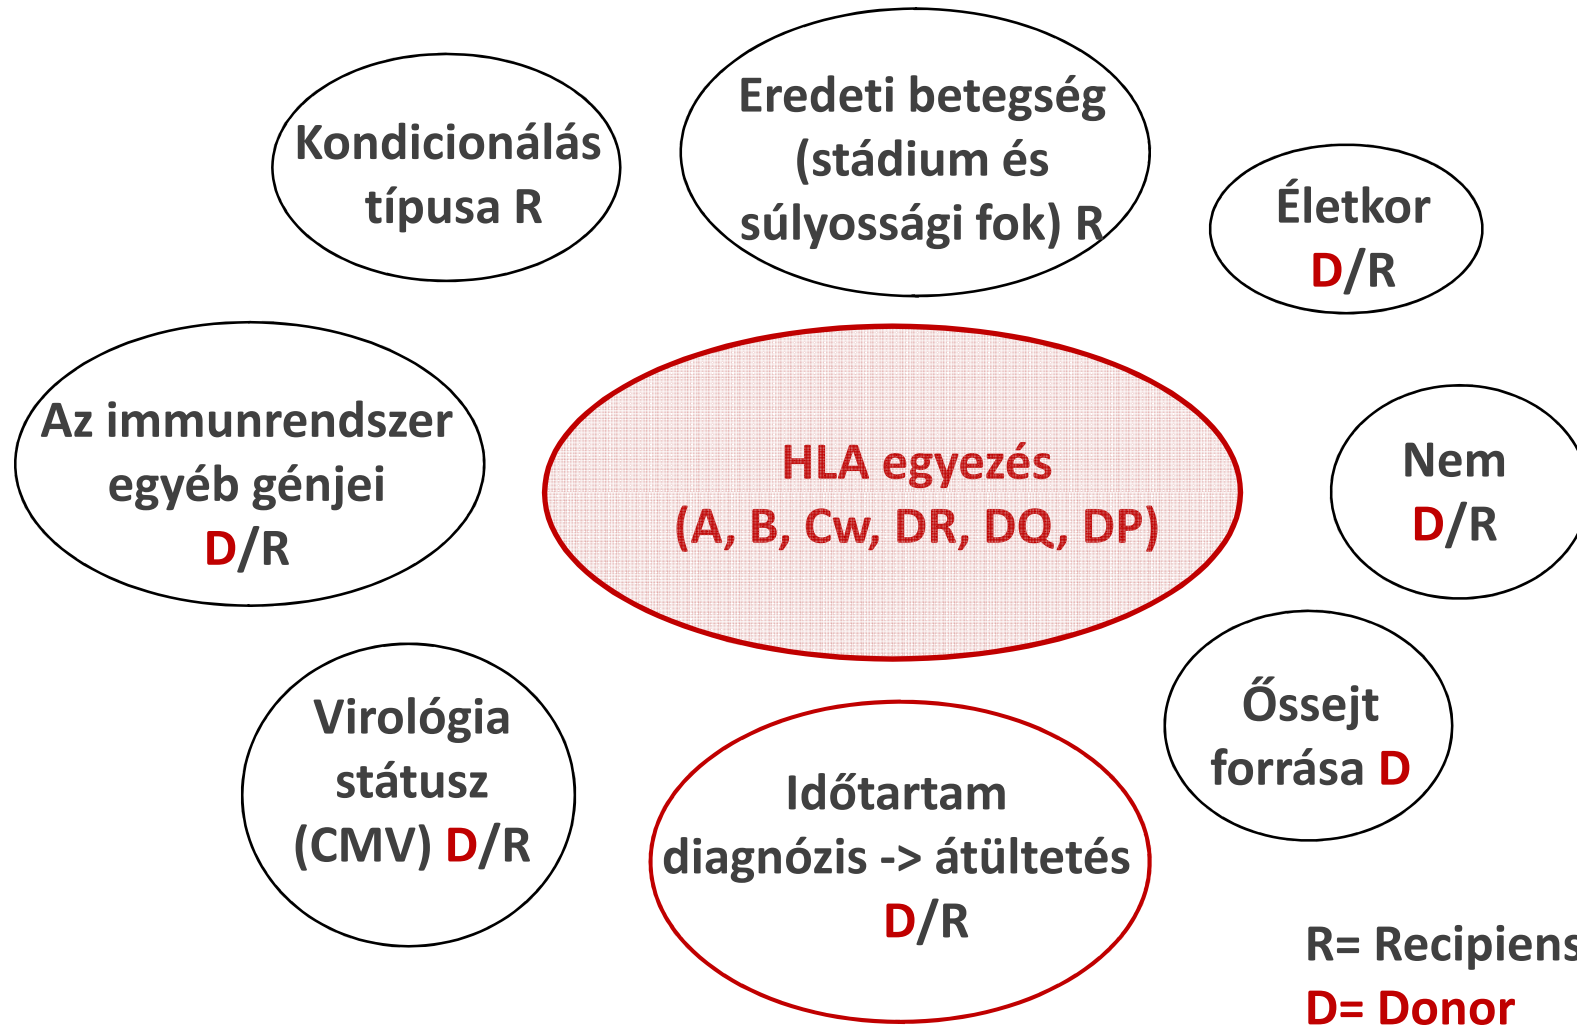 Kondicionálás
típusa R
Eredeti betegség
(stádium és
súlyossági fok) R
Életkor
D/R
Az immunrendszer
egyéb génjei
D/R
HLA egyezés
(A, B, Cw, DR, DQ, DP)
Nem
D/R
Virológia
státusz
(CMV) D/R
Időtartam
diagnózis -> átültetés
D/R
Őssejt
forrása D
R= Recipiens
D= Donor